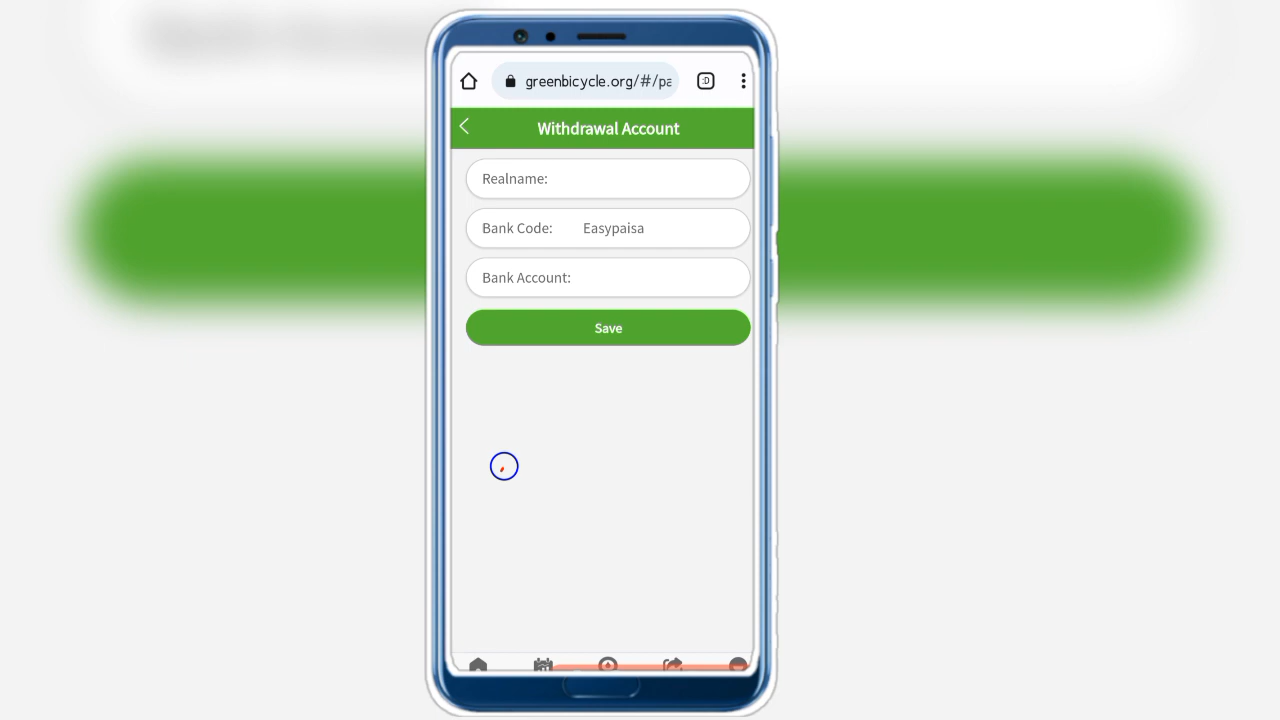 greenbicycle.org/#/pa
:D
Withdrawal Account
Realname:
Bank Code: Easypaisa
Bank Account:
Save